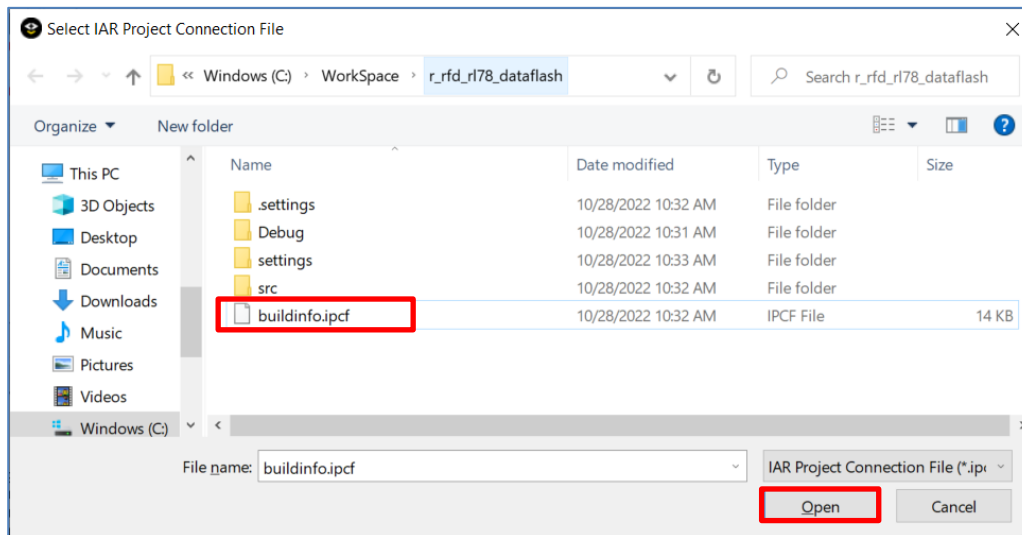 Select IAR Project Connection File
« Windows (C:) › WorkSpace › r_rfd_rl78_dataflash
Search r_rfd_rl78_dataflash
Organize
New folder
Name Date modified Type Size
This PC
3D Objects
Desktop
Documents
Downloads
Music
Pictures
Videos
Windows (C:)
.settings 10/28/2022 10:32 AM File folder
Debug 10/28/2022 10:31 AM File folder
settings 10/28/2022 10:33 AM File folder
src 10/28/2022 10:32 AM File folder
buildinfo.ipcf 10/28/2022 10:32 AM IPCF File 14 KB
File name: buildinfo.ipcf
IAR Project Connection File (*.ip
Open Cancel